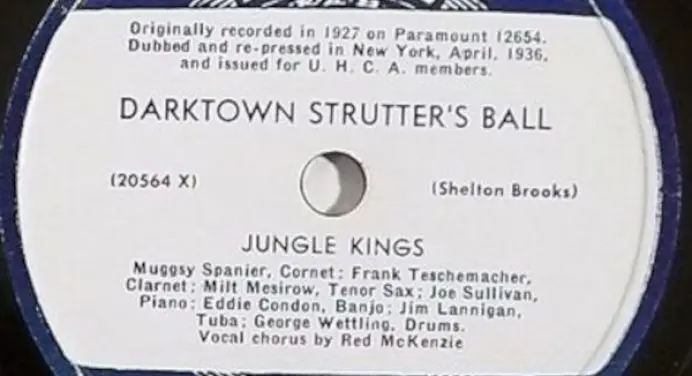 Originally recorded in 1927 on Paramount 12654.
Dubbed and re-pressed in New York, April, 1936,
and issued for U. H. C. A. members.
DARKTOWN STRUTTER'S BALL
(20564 X)
(Shelton Brooks)
JUNGLE KINGS
Muggsy Spanier, Cornet; Frank Teschemacher,
Clarnet; Milt Mesirow, Tenor Sax; Joe Sullivan,
Piano; Eddie Condon, Banjo; Jim Lannigan,
Tuba; George Wettling, Drums.
Vocal chorus by Red McKenzie